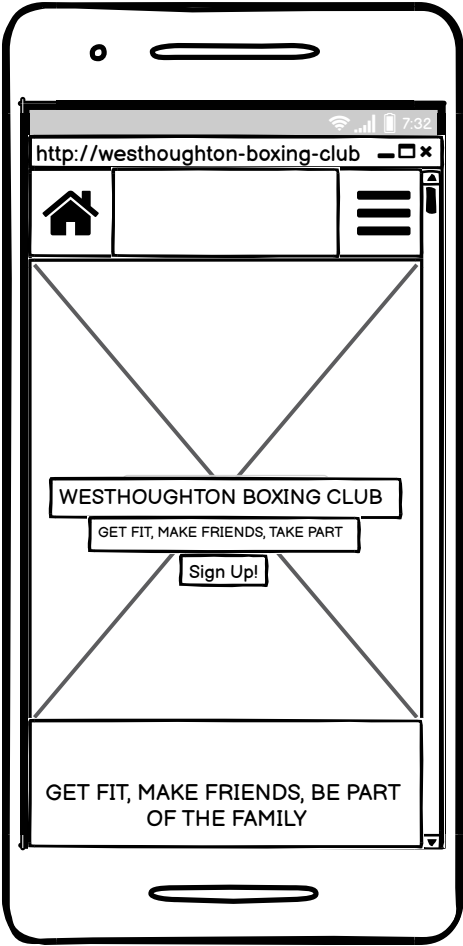 7:32
http://westhoughton-boxing-club
WESTHOUGHTON BOXING CLUB
GET FIT, MAKE FRIENDS, TAKE PART
Sign Up!
GET FIT, MAKE FRIENDS, BE PART
OF THE FAMILY